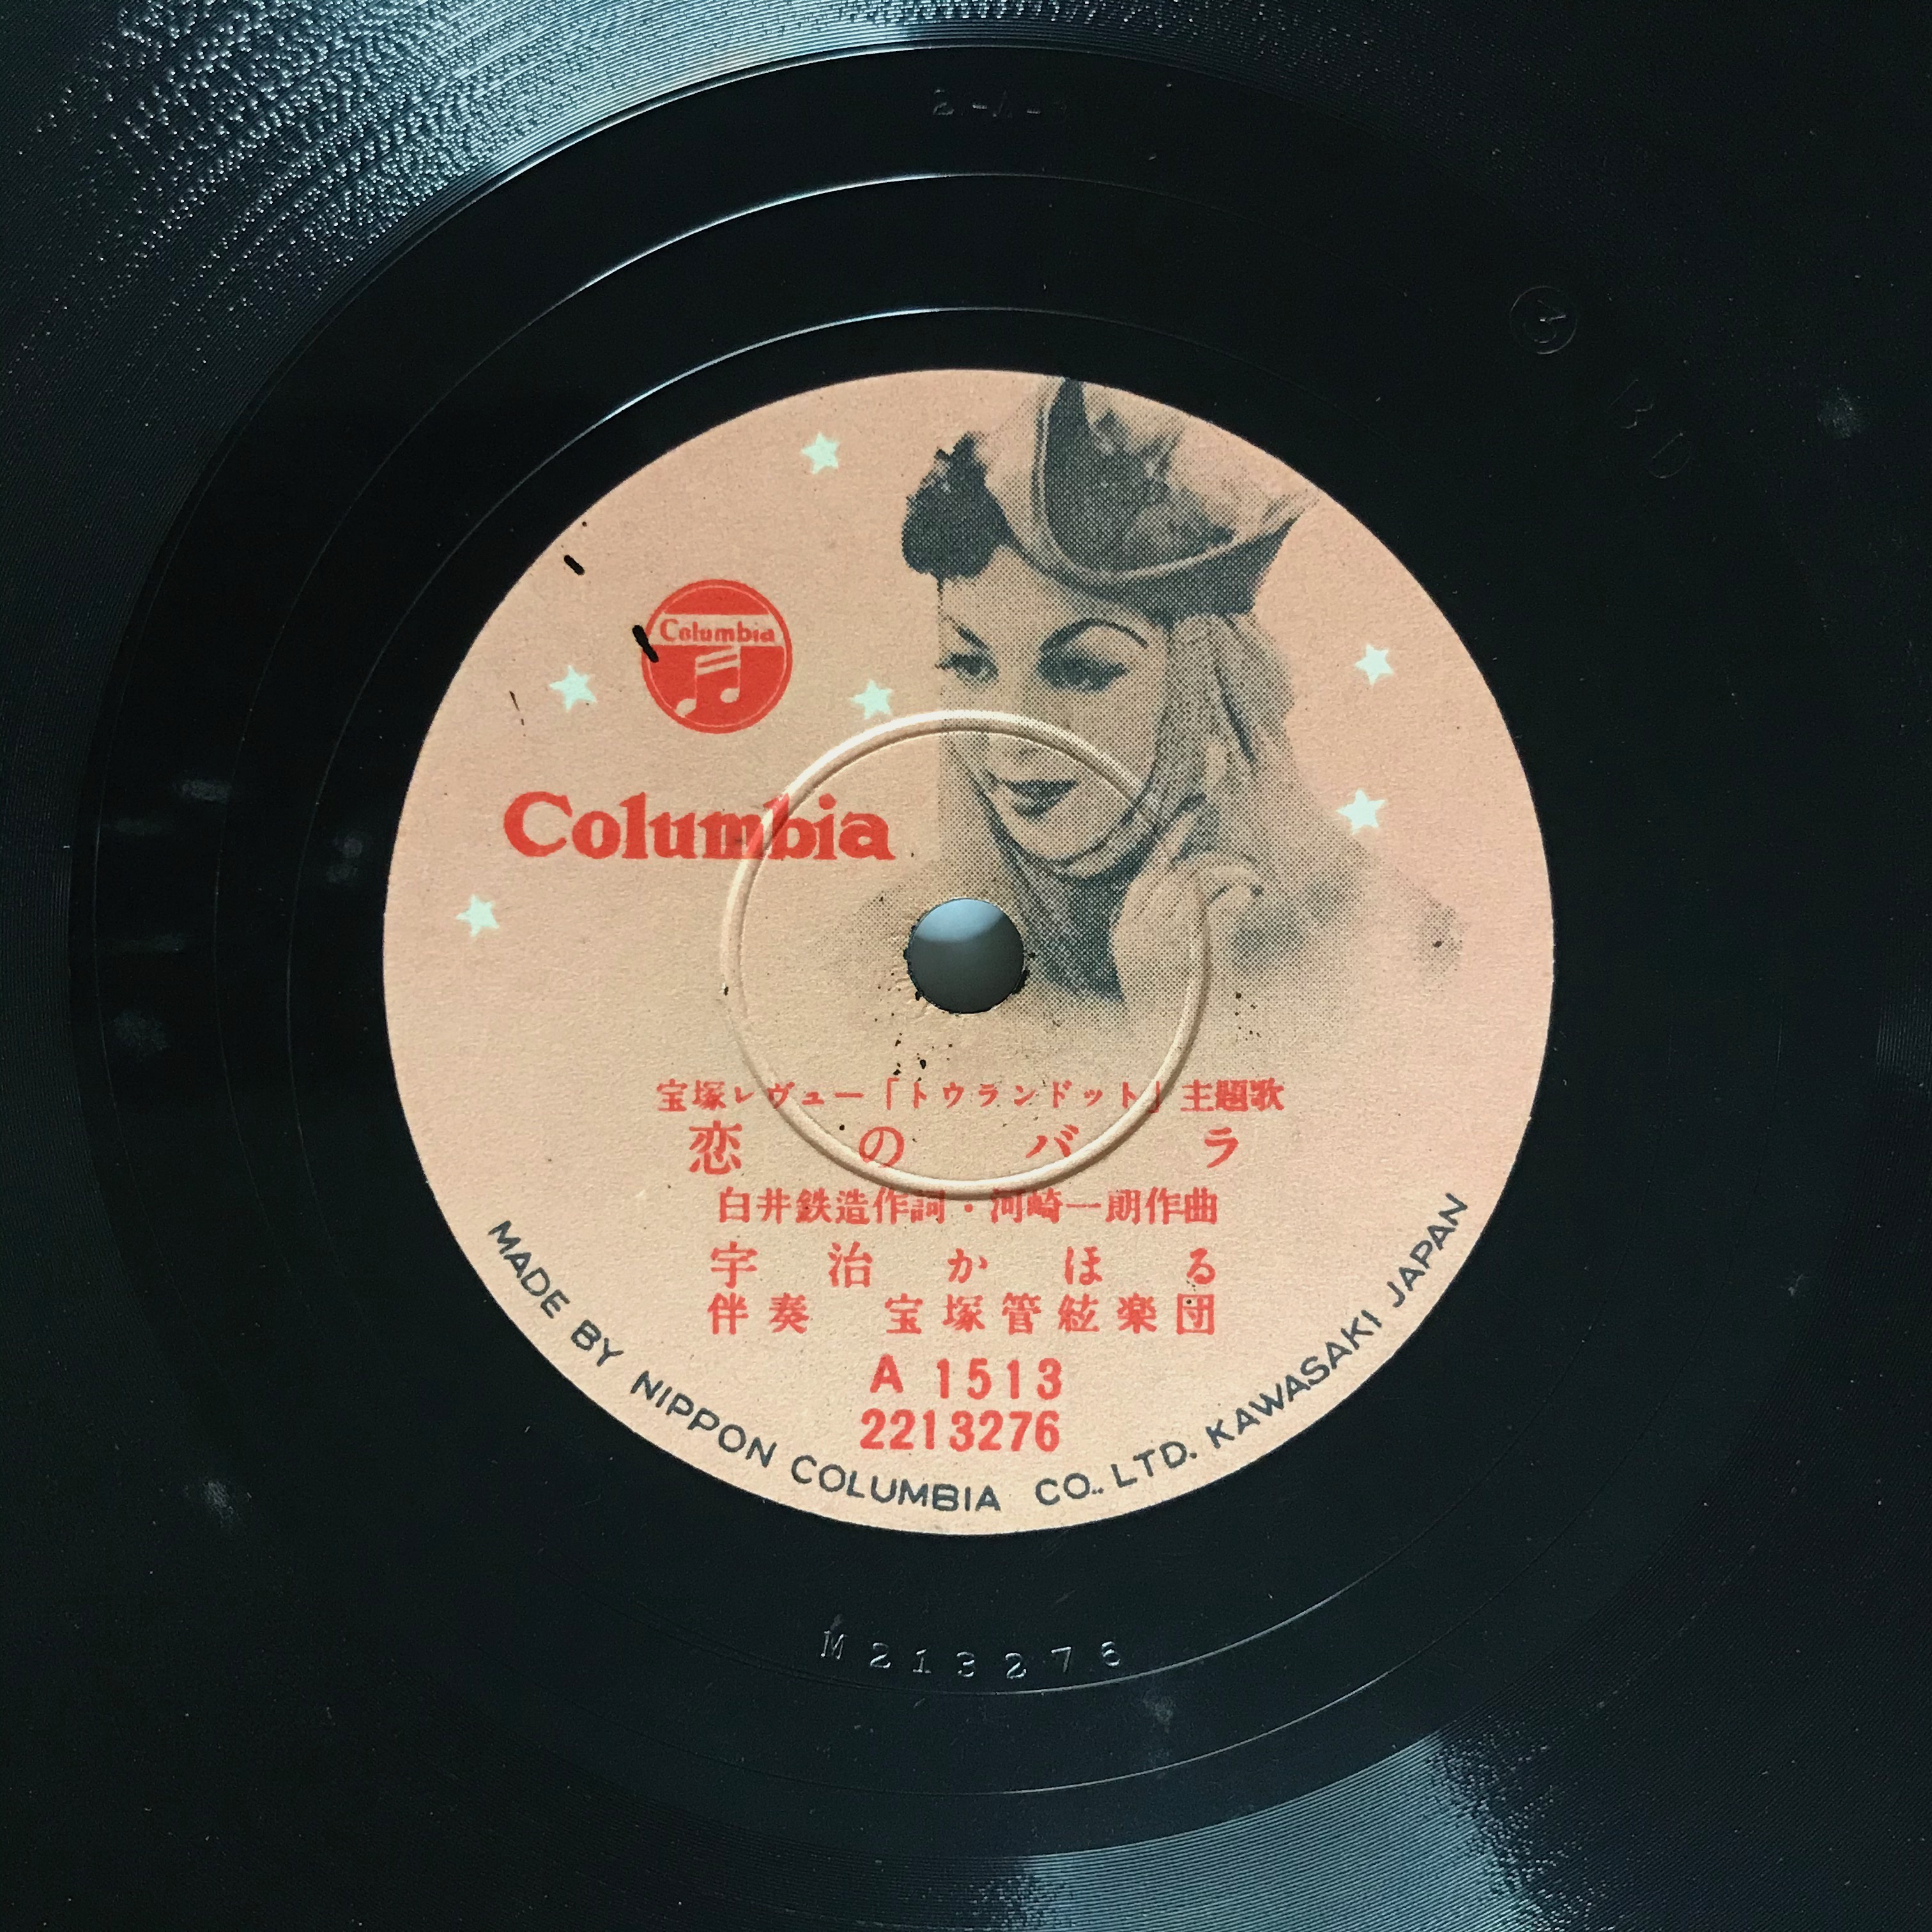 Columbia
Columbia
宝塚レヴュー「トウランドット」主題歌
恋のバラ
白井鉄造作詞・河崎一朗作曲
宇治かほる
伴奏 宝塚管絃楽団
A 1513
2213276
MADE BY NIPPON COLUMBIA CO., LTD. KAWASAKI JAPAN
M213276